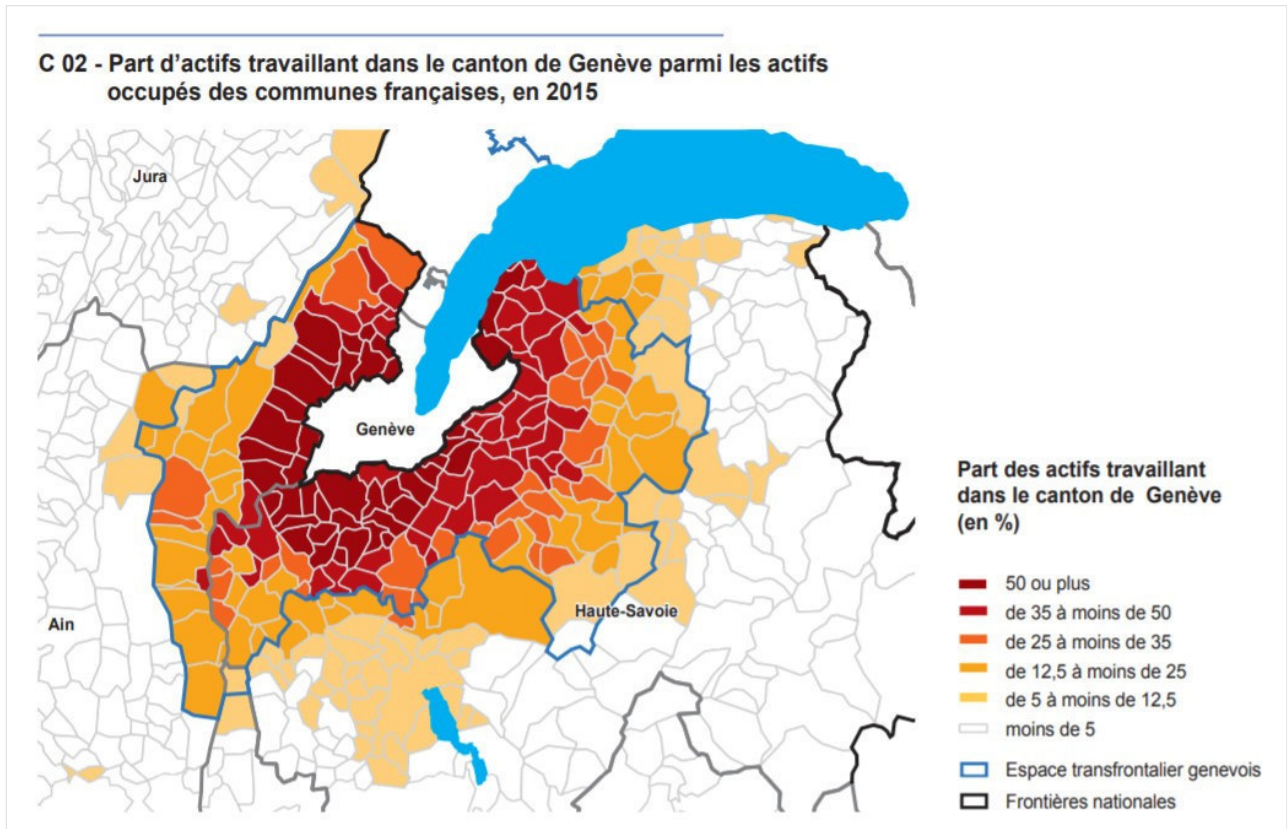 C 02 - Part d’actifs travaillant dans le canton de Genève parmi les actifs
occupés des communes françaises, en 2015
Jura
Genève
Ain
Haute-Savoie
Part des actifs travaillant
dans le canton de Genève
(en %)
50 ou plus
de 35 à moins de 50
de 25 à moins de 35
de 12,5 à moins de 25
de 5 à moins de 12,5
moins de 5
Espace transfrontalier genevois
Frontières nationales